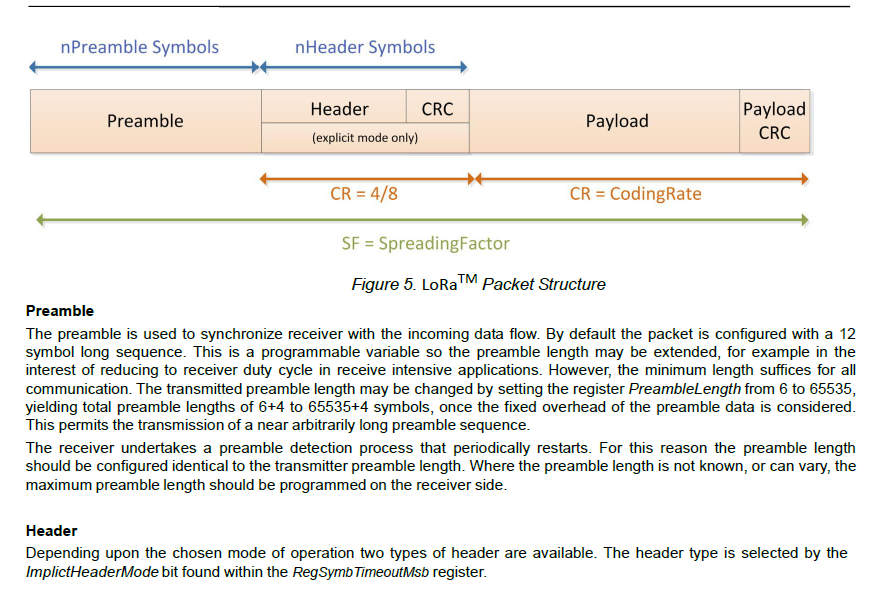 nPreamble Symbols nHeader Symbols
Preamble Header CRC Payload Payload CRC
(explicit mode only)
CR = 4/8 CR = CodingRate
SF = SpreadingFactor
Figure 5. LoRaTM Packet Structure
Preamble
The preamble is used to synchronize receiver with the incoming data flow. By default the packet is configured with a 12
symbol long sequence. This is a programmable variable so the preamble length may be extended, for example in the
interest of reducing to receiver duty cycle in receive intensive applications. However, the minimum length suffices for all
communication. The transmitted preamble length may be changed by setting the register PreambleLength from 6 to 65535,
yielding total preamble lengths of 6+4 to 65535+4 symbols, once the fixed overhead of the preamble data is considered.
This permits the transmission of a near arbitrarily long preamble sequence.
The receiver undertakes a preamble detection process that periodically restarts. For this reason the preamble length
should be configured identical to the transmitter preamble length. Where the preamble length is not known, or can vary, the
maximum preamble length should be programmed on the receiver side.
Header
Depending upon the chosen mode of operation two types of header are available. The header type is selected by the
ImplictHeaderMode bit found within the RegSymbTimeoutMsb register.